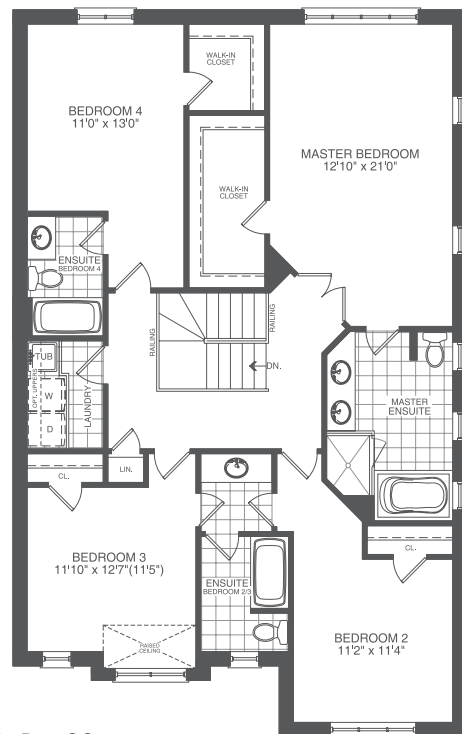 WALK-IN
CLOSET
BEDROOM 4
11'0" x 13'0"
MASTER BEDROOM
12'10" x 21'0"
WALK-IN
CLOSET
ENSUITE
BEDROOM 4
RAILING
RAILING
DN.
TUB
OPT. UPPERS
W
D
LAUNDRY
MASTER
ENSUITE
CL.
LIN.
BEDROOM 3
11'10" x 12'7"(11'5")
ENSUITE
BEDROOM 2/3
CL.
RAISED
CEILING
BEDROOM 2
11'2" x 11'4"